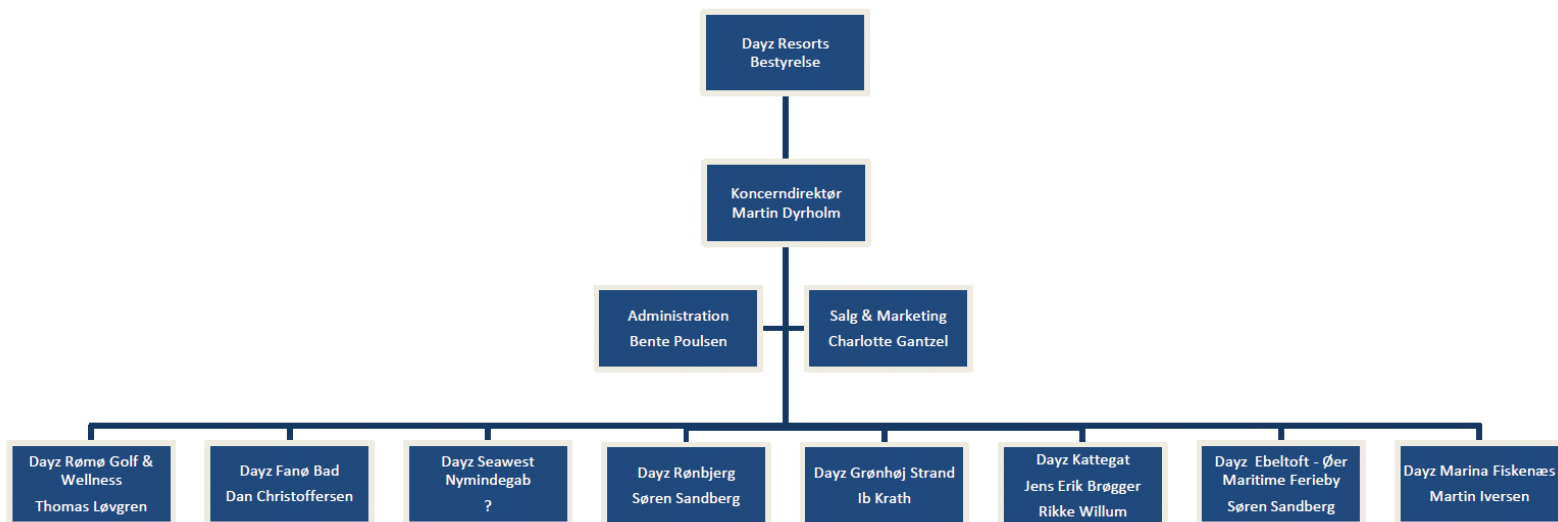 Dayz Resorts
Bestyrelse
Koncerndirektør
Martin Dyrholm
Administration
Bente Poulsen
Salg & Marketing
Charlotte Gantzel
Dayz Rømø Golf &
Wellness
Thomas Løvgren
Dayz Fanø Bad
Dan Christoffersen
Dayz Seawest
Nymindegab
?
Dayz Rønbjerg
Søren Sandberg
Dayz Grønhøj Strand
Ib Krath
Dayz Kattegat
Jens Erik Brøgger
Rikke Willum
Dayz Ebeltoft - Øer
Maritime Ferieby
Søren Sandberg
Dayz Marina Fiskenæs
Martin Iversen